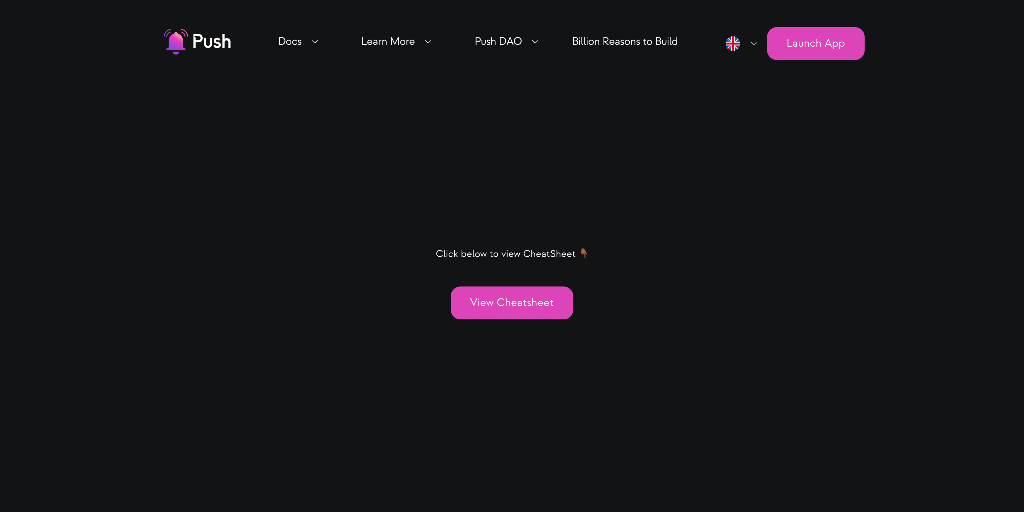 Push
Docs
Learn More
Push DAO
Billion Reasons to Build
Launch App
Click below to view CheatSheet 👇🏾
View Cheatsheet